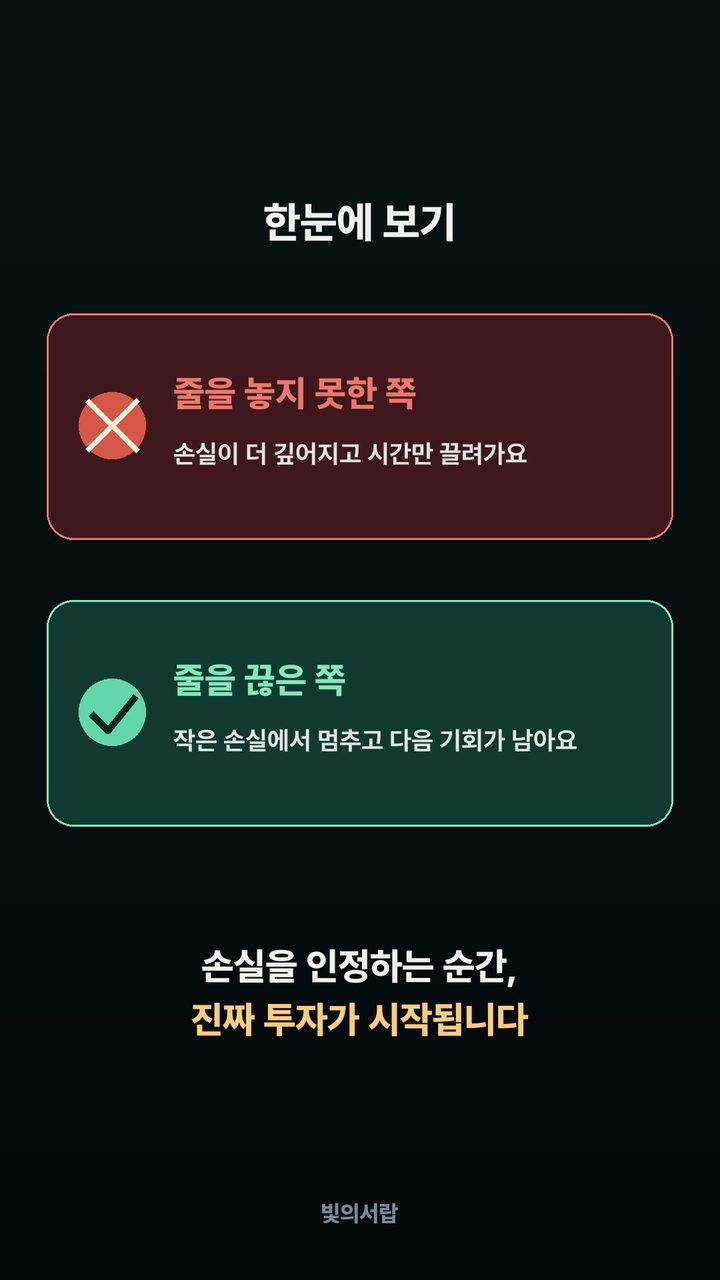 한눈에 보기
줄을 놓지 못한 쪽
손실이 더 깊어지고 시간만 끌려가요
줄을 끊은 쪽
작은 손실에서 멈추고 다음 기회가 남아요
손실을 인정하는 순간,
진짜 투자가 시작됩니다
빛의서랍